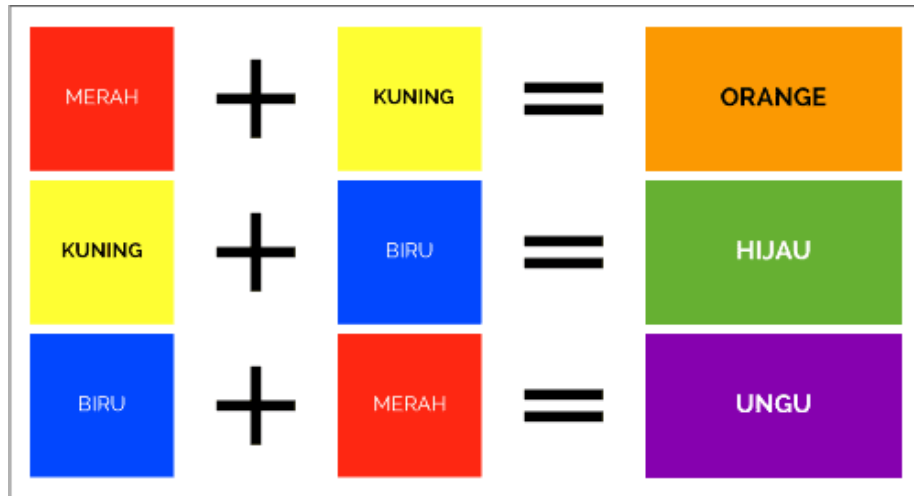 MERAH + KUNING = ORANGE
KUNING + BIRU = HIJAU
BIRU + MERAH = UNGU